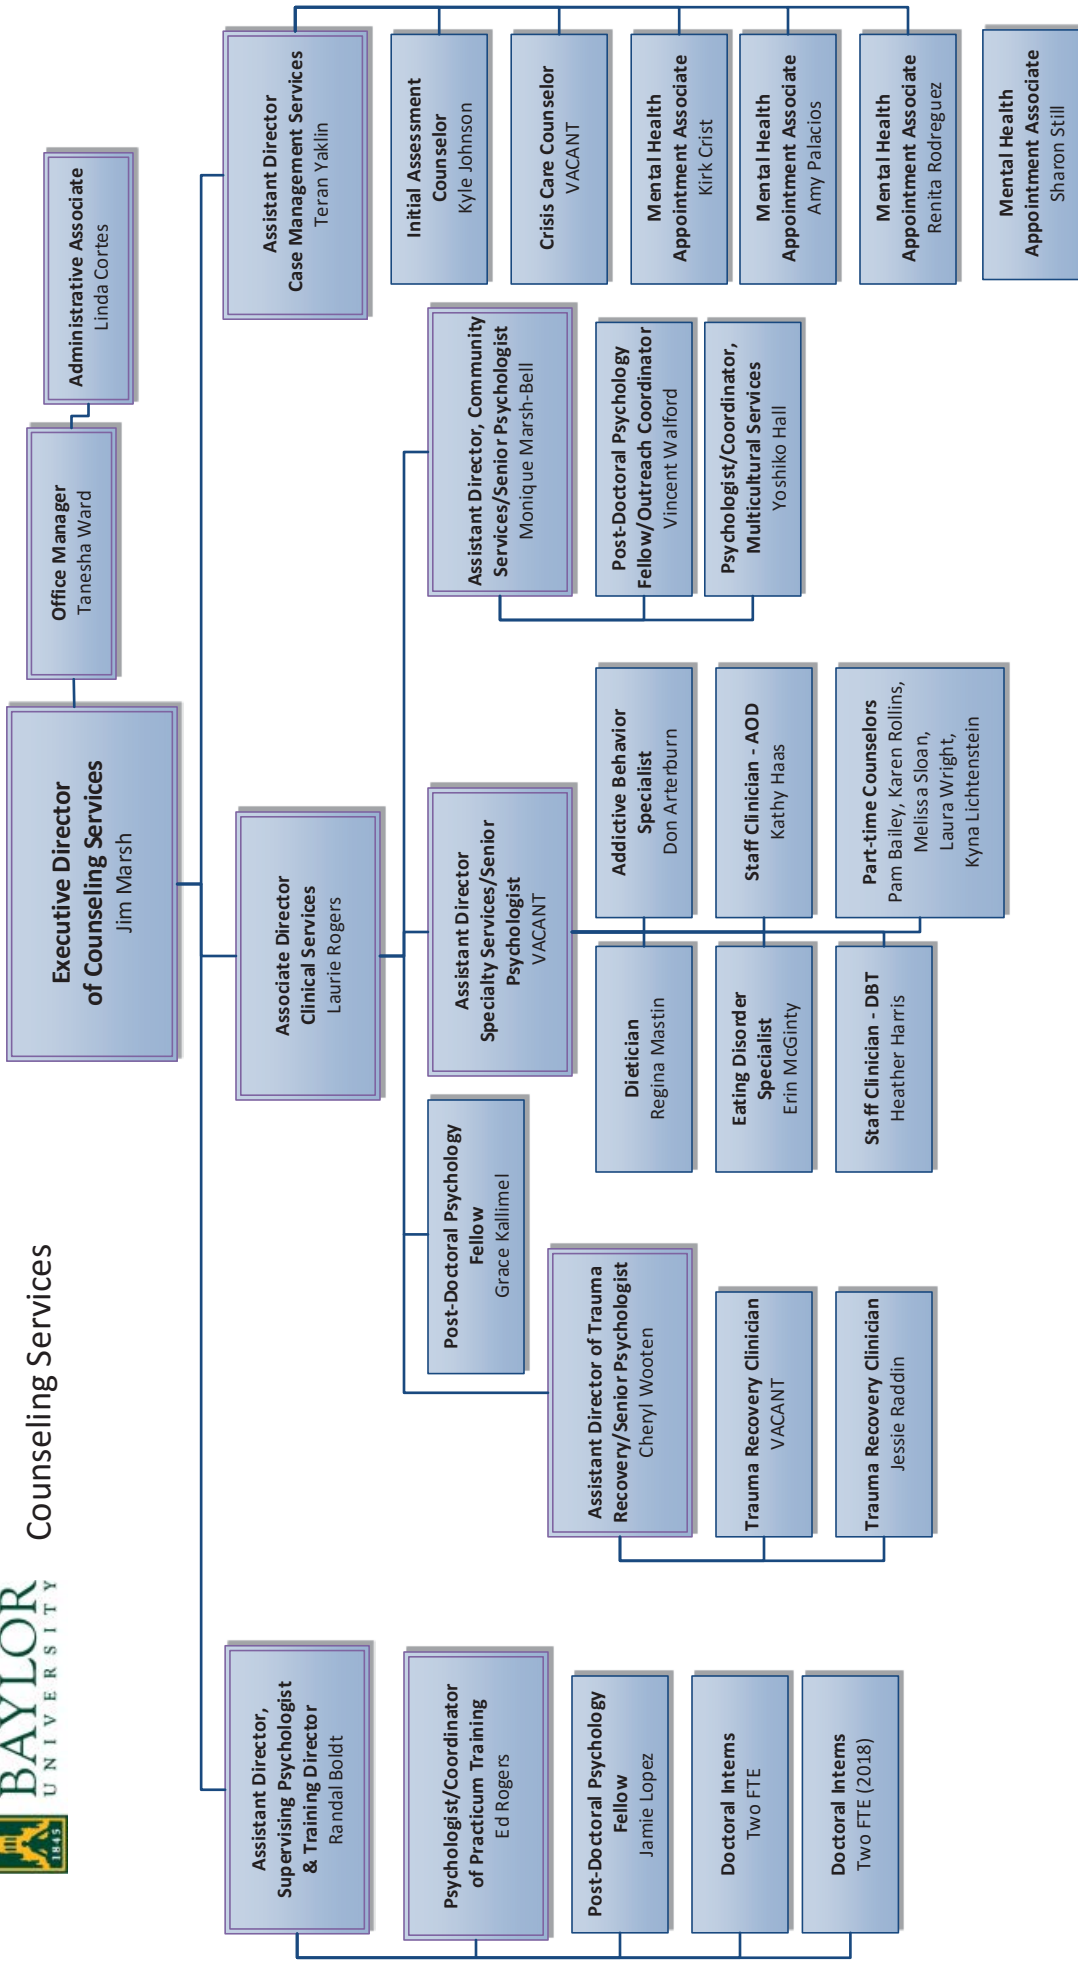 1845
BAYLOR
UNIVERSITY
Counseling Services
Executive Director
of Counseling Services
Jim Marsh
Office Manager
Tanesha Ward
Administrative Associate
Linda Cortes
Assistant Director,
Supervising Psychologist
& Training Director
Randal Boldt
Psychologist/Coordinator
of Practicum Training
Ed Rogers
Post-Doctoral Psychology
Fellow
Jamie Lopez
Doctoral Interns
Two FTE
Doctoral Interns
Two FTE (2018)
Associate Director
Clinical Services
Laurie Rogers
Post-Doctoral Psychology
Fellow
Grace Kallimel
Assistant Director of Trauma
Recovery/Senior Psychologist
Cheryl Wooten
Trauma Recovery Clinician
VACANT
Trauma Recovery Clinician
Jessie Raddin
Assistant Director
Specialty Services/Senior
Psychologist
VACANT
Dietician
Regina Mastin
Addictive Behavior
Specialist
Don Arterburn
Eating Disorder
Specialist
Erin McGinty
Staff Clinician - AOD
Kathy Haas
Staff Clinician - DBT
Heather Harris
Part-time Counselors
Pam Bailey, Karen Rollins,
Melissa Sloan,
Laura Wright,
Kyna Lichtenstein
Assistant Director, Community
Services/Senior Psychologist
Monique Marsh-Bell
Post-Doctoral Psychology
Fellow/Outreach Coordinator
Vincent Walford
Psychologist/Coordinator,
Multicultural Services
Yoshiko Hall
Assistant Director
Case Management Services
Teran Yaklin
Initial Assessment
Counselor
Kyle Johnson
Crisis Care Counselor
VACANT
Mental Health
Appointment Associate
Kirk Crist
Mental Health
Appointment Associate
Amy Palacios
Mental Health
Appointment Associate
Renita Rodreguez
Mental Health
Appointment Associate
Sharon Still